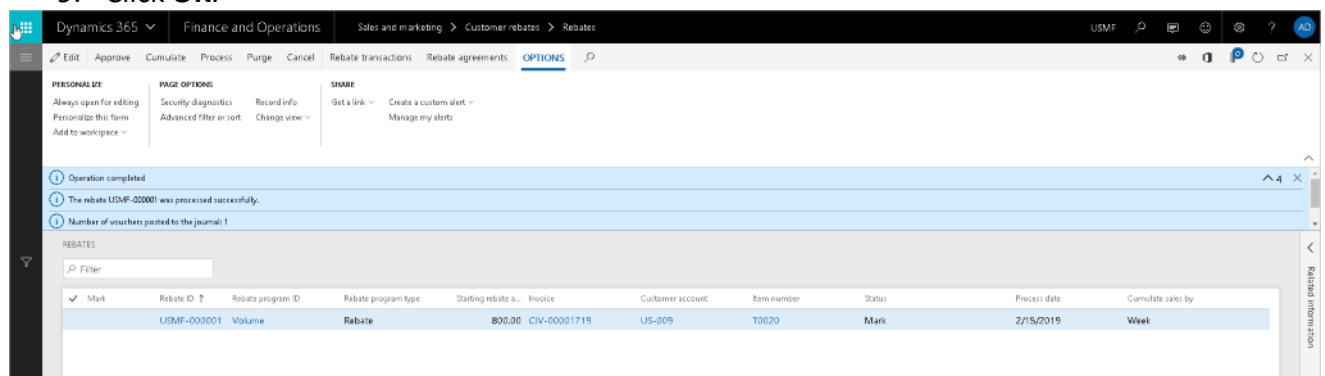 9. Click OK.
Dynamics 365 Finance and Operations Sales and marketing > Customer rebates > Rebates USMF ? AD
Edit Approve Cumulate Process Purge Cancel Rebate transactions Rebate agreements OPTIONS
PERSONALIZE PAGE OPTIONS SHARE
Always open for editing Security diagnostics Record info Get a link Create a custom alert
Personalize this form Advanced filter or sort Change view Manage my alerts
Add to workspace
Operation completed 4
The rebate USMF-000001 was processed successfully.
Number of vouchers posted to the journal: 1
REBATES
Filter
Related information
Mark Rebate ID Rebate program ID Rebate program type Starting rebate a... Invoice Customer account Item number Status Process date Cumulate sales by
USMF-000001 Volume Rebate 800.00 CIV-00001719 US-009 T0020 Mark 2/15/2019 Week